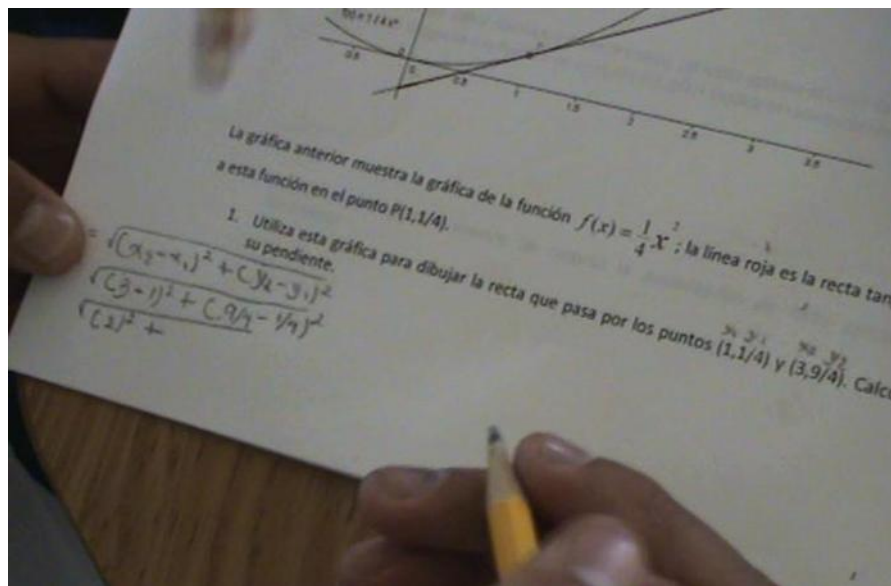 f(x)=1/4 x²
0.5 0 0.5 1 1.5 2 2.5 3 3.5
La gráfica anterior muestra la gráfica de la función f(x) = 1/4 x² ; la línea roja es la recta tan
a esta función en el punto P(1,1/4).
1. Utiliza esta gráfica para dibujar la recta que pasa por los puntos (1,1/4) y (3,9/4). Calc
su pendiente.
= √(x₂-x₁)² + (y₂-y₁)²
√(3-1)² + (9/4-1/4)²
√(2)² +